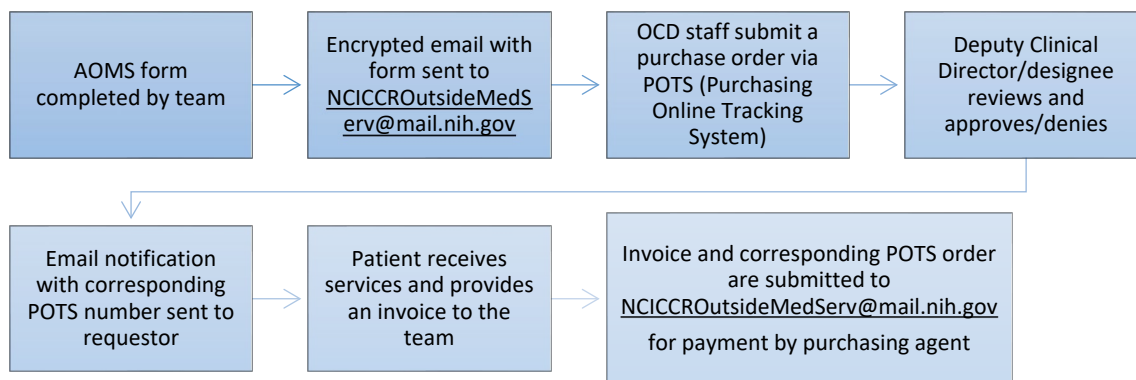 AOMS form
completed by team
Encrypted email with
form sent to
NCICCROutsideMedS
erv@mail.nih.gov
OCD staff submit a
purchase order via
POTS (Purchasing
Online Tracking
System)
Deputy Clinical
Director/designee
reviews and
approves/denies
Email notification
with corresponding
POTS number sent to
requestor
Patient receives
services and provides
an invoice to the
team
Invoice and corresponding POTS order
are submitted to
NCICCROutsideMedServ@mail.nih.gov
for payment by purchasing agent